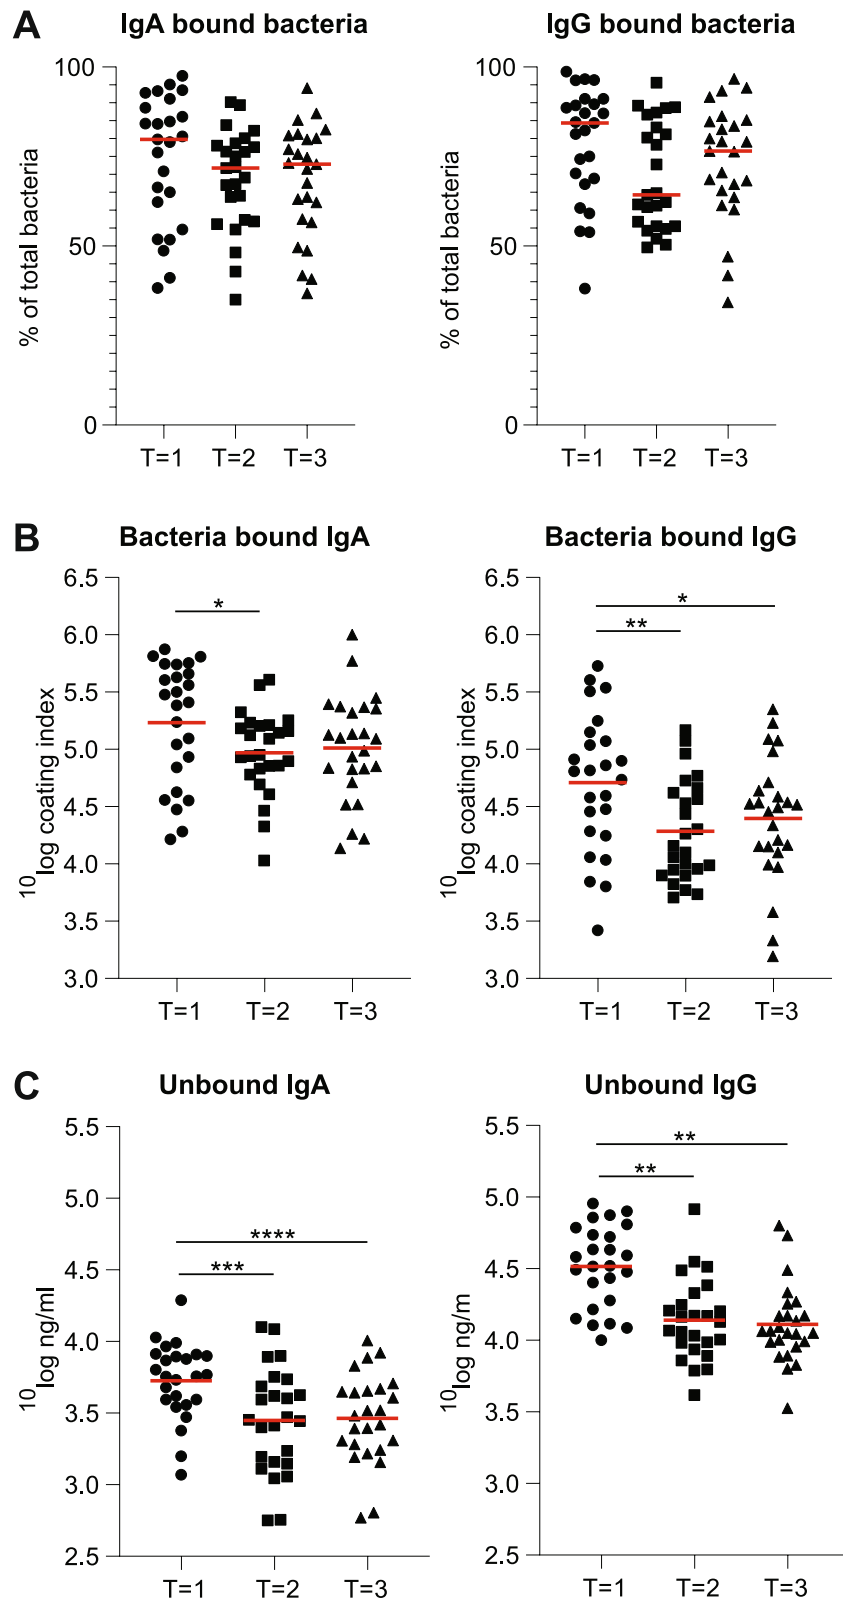 A
IgA bound bacteria
IgG bound bacteria
% of total bacteria
100
50
0
T=1
T=2
T=3
% of total bacteria
100
50
0
T=1
T=2
T=3
B
Bacteria bound IgA
Bacteria bound IgG
10log coating index
6.5
6.0
5.5
5.0
4.5
4.0
3.5
3.0
*
T=1
T=2
T=3
10log coating index
6.5
6.0
5.5
5.0
4.5
4.0
3.5
3.0
*
**
T=1
T=2
T=3
C
Unbound IgA
Unbound IgG
10log ng/ml
5.5
5.0
4.5
4.0
3.5
3.0
2.5
****
***
T=1
T=2
T=3
10log ng/m
5.5
5.0
4.5
4.0
3.5
3.0
2.5
**
**
T=1
T=2
T=3